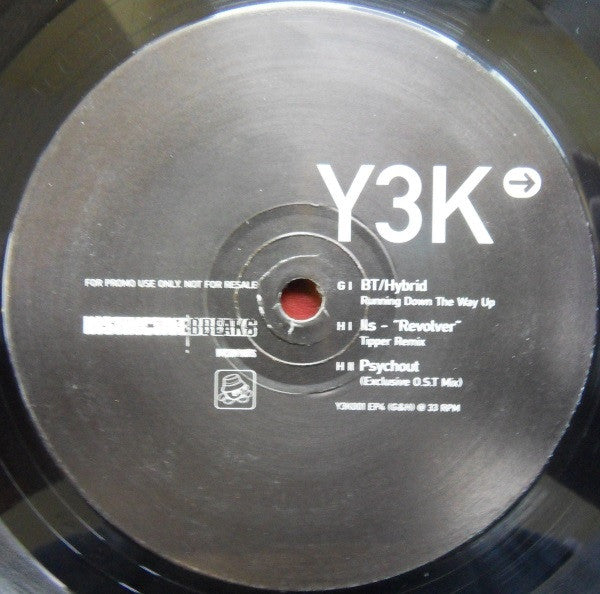 Y3K
FOR PROMO USE ONLY. NOT FOR RESALE
G I BT/Hybrid
Running Down The Way Up
BREAKS
H I Ils - "Revolver"
Tipper Remix
H II Psychout
(Exclusive O.S.T Mix)
Y3K001 EP4 (G&H) @ 33 RPM